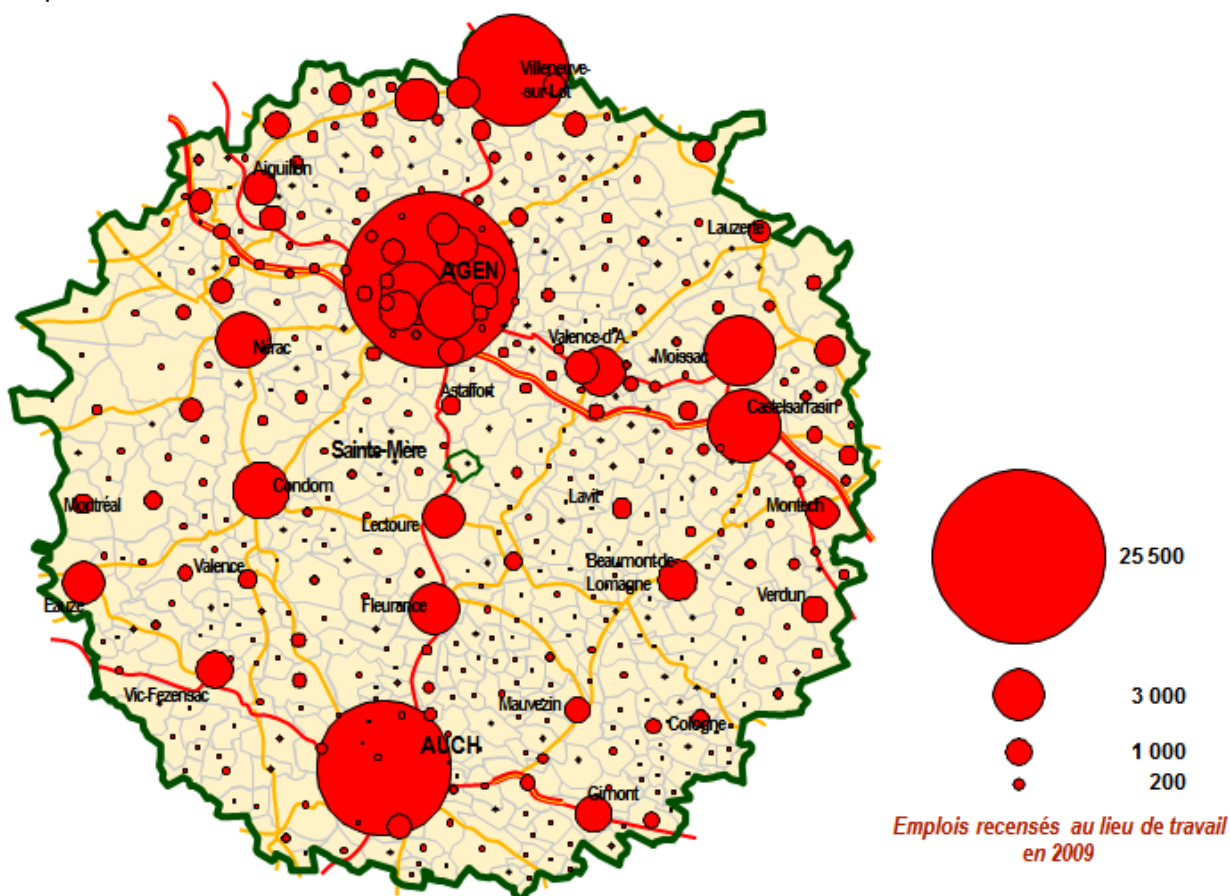 Villeneuve-
-sur-Lot
Aiguillon
Lauzerte
AGEN
Valence-d'A.
Moissac
Nérac
Astaffort
Castelsarrasin
Sainte-Mère
Condom
Montréal
Lavit
Montech
Lectoure
Valence
Beaumont-de-
Lomagne
Eauze
Fleurance
Verdun
Vic-Fezensac
Mauvezin
Cologne
AUCH
Gimont
25 500
3 000
1 000
200
Emplois recensés au lieu de travail
en 2009